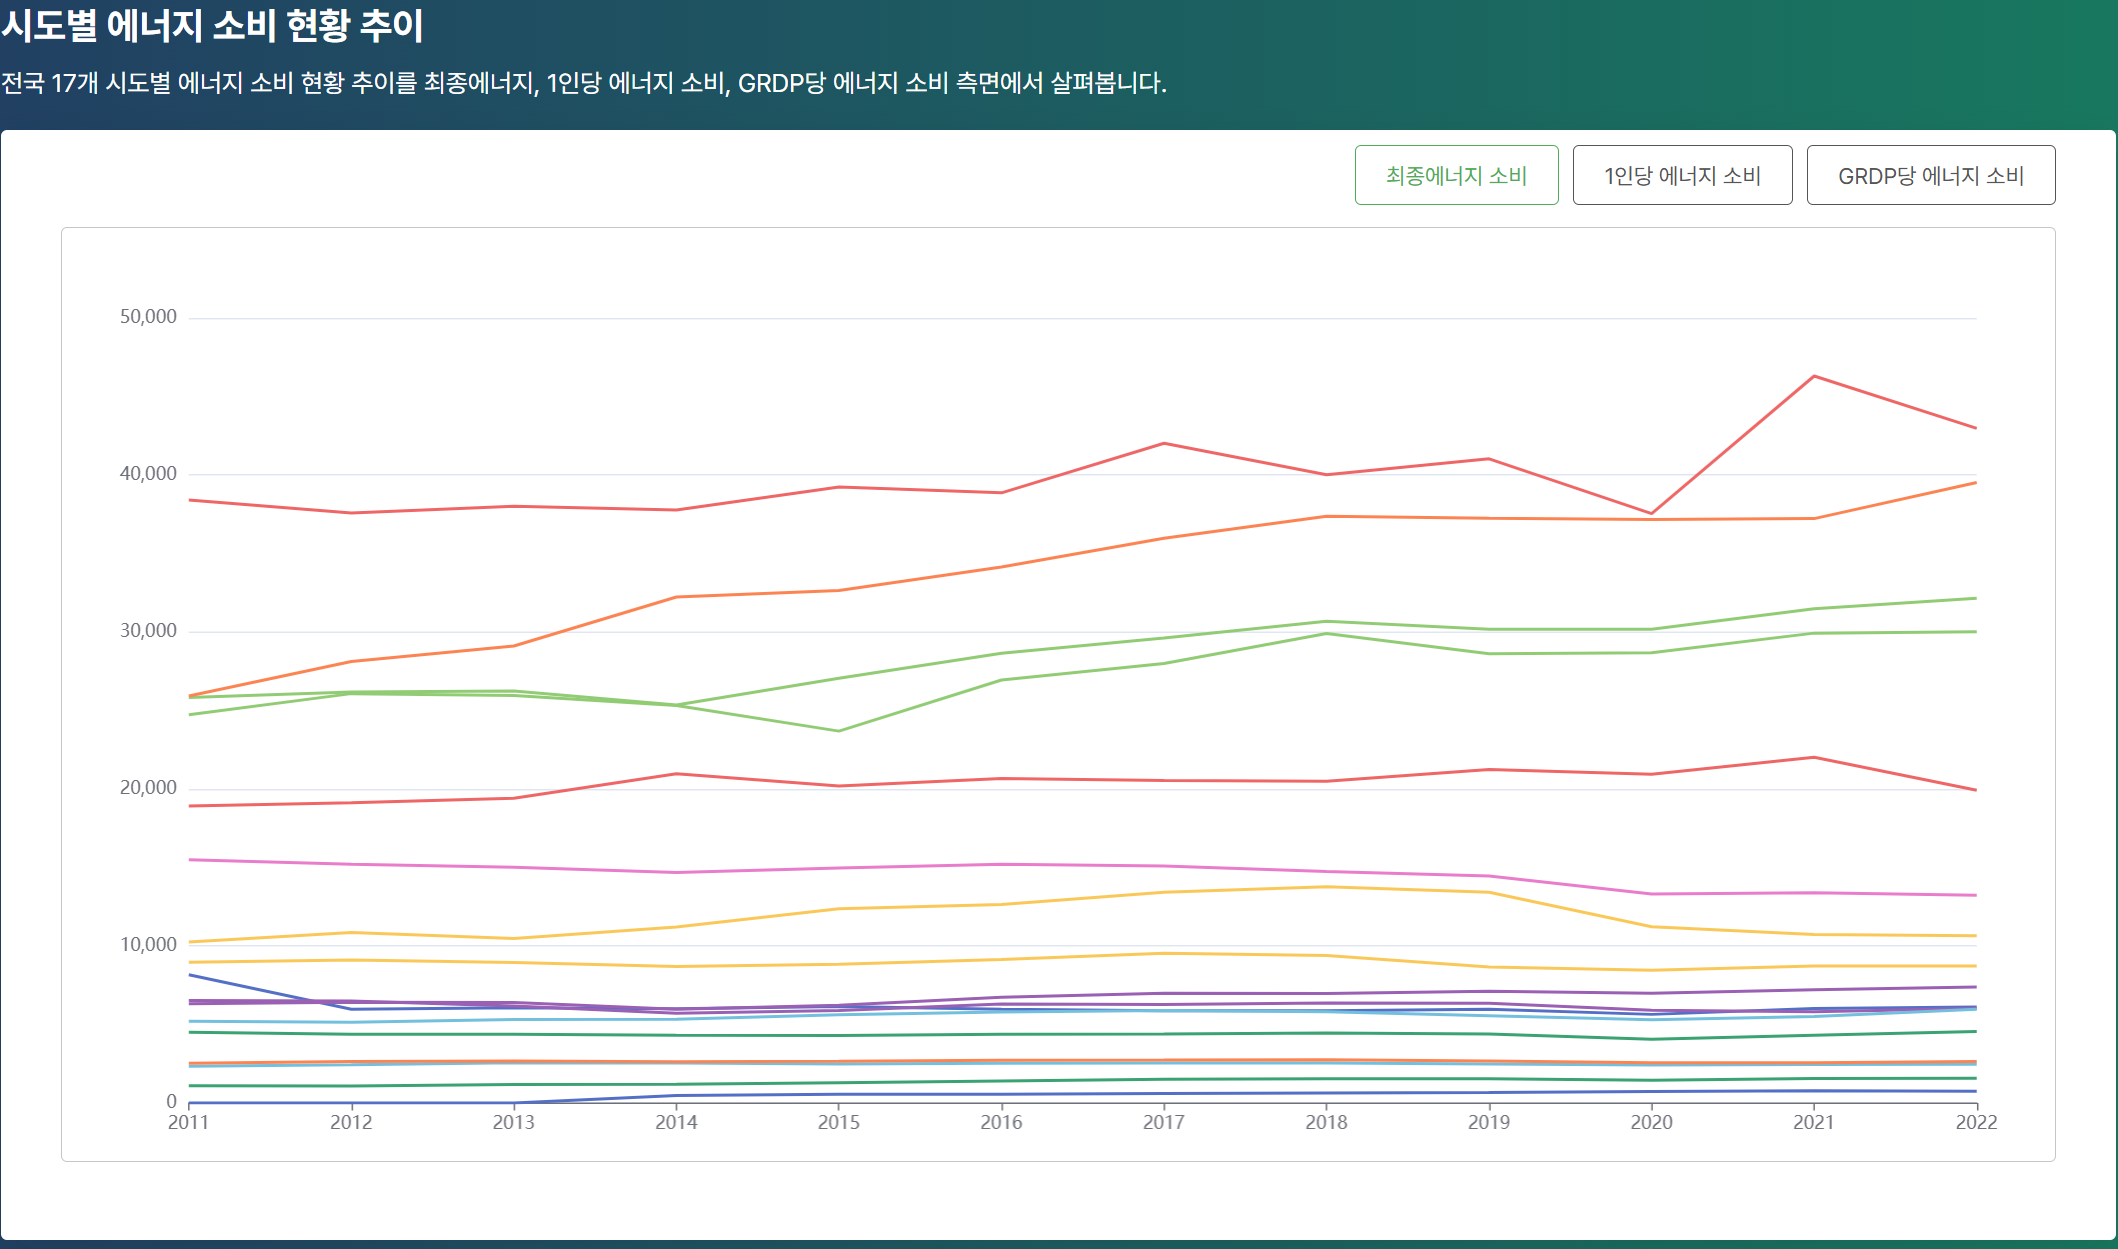 시도별 에너지 소비 현황 추이
전국 17개 시도별 에너지 소비 현황 추이를 최종에너지, 1인당 에너지 소비, GRDP당 에너지 소비 측면에서 살펴봅니다.
최종에너지 소비
1인당 에너지 소비
GRDP당 에너지 소비
50,000
40,000
30,000
20,000
10,000
0
2011 2012 2013 2014 2015 2016 2017 2018 2019 2020 2021 2022